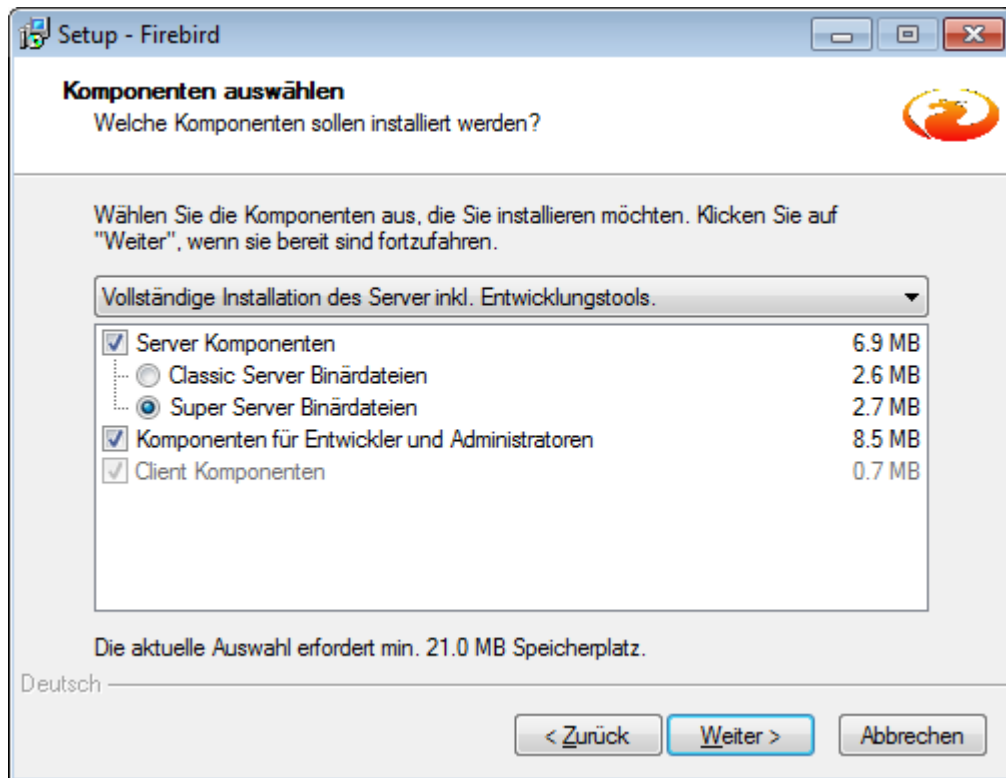 Setup - Firebird
Komponenten auswählen
Welche Komponenten sollen installiert werden?
Wählen Sie die Komponenten aus, die Sie installieren möchten. Klicken Sie auf
"Weiter", wenn sie bereit sind fortzufahren.
Vollständige Installation des Server inkl. Entwicklungstools.
Server Komponenten 6.9 MB
Classic Server Binärdateien 2.6 MB
Super Server Binärdateien 2.7 MB
Komponenten für Entwickler und Administratoren 8.5 MB
Client Komponenten 0.7 MB
Die aktuelle Auswahl erfordert min. 21.0 MB Speicherplatz.
Deutsch
< Zurück Weiter > Abbrechen